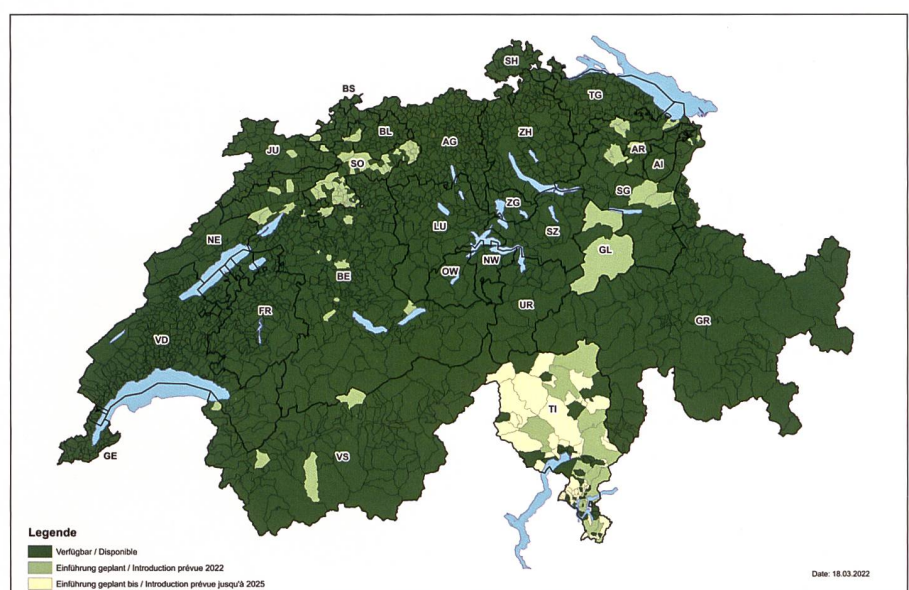 SH
BS
TG
BL
AG
ZH
JU
AR
SO
AI
SG
ZG
LU
SZ
NE
GL
NW
OW
BE
UR
FR
GR
VD
TI
VS
GE
Legende
Verfügbar / Disponible
Einführung geplant / Introduction prévue 2022
Einführung geplant bis / Introduction prévue jusqu'à 2025
Date: 18.03.2022